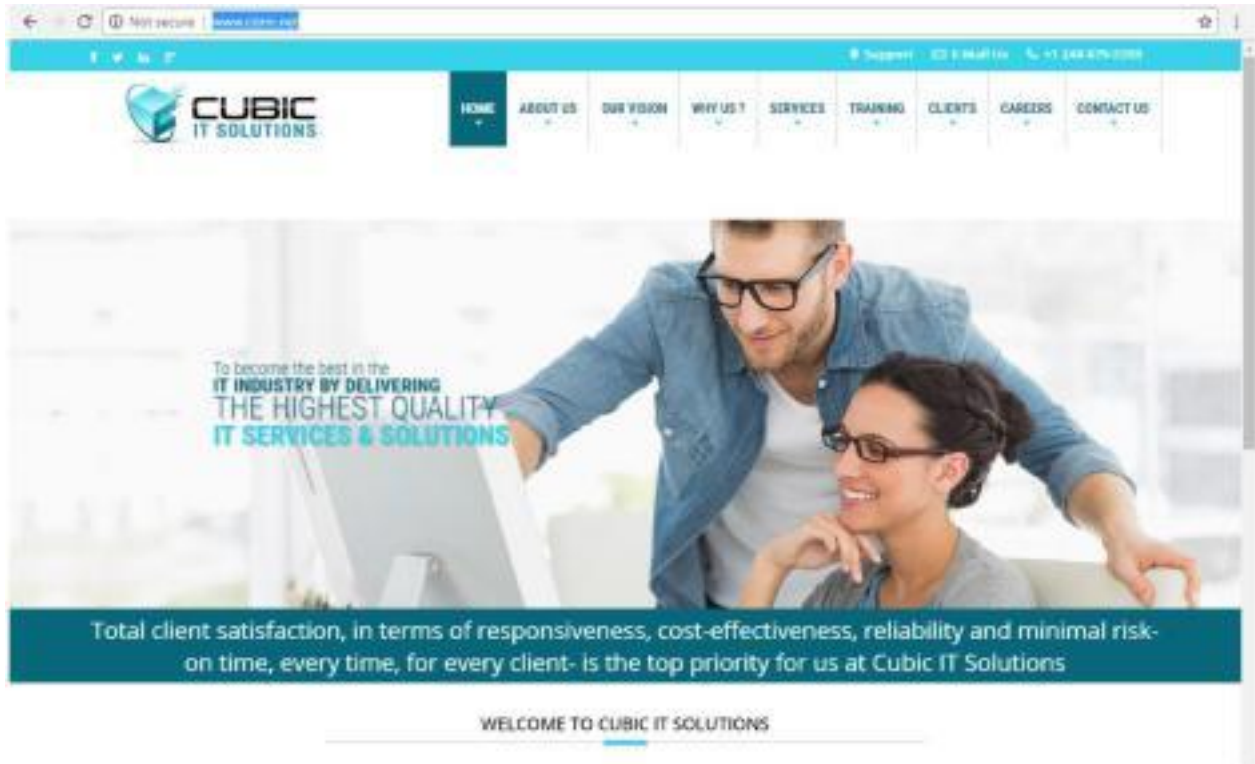 Not secure
Support E-Mail Us
CUBIC
IT SOLUTIONS
HOME ABOUT US OUR VISION WHY US ? SERVICES TRAINING CLIENTS CAREERS CONTACT US
To become the best in the
IT INDUSTRY BY DELIVERING
THE HIGHEST QUALITY
IT SERVICES & SOLUTIONS
Total client satisfaction, in terms of responsiveness, cost-effectiveness, reliability and minimal risk-
on time, every time, for every client- is the top priority for us at Cubic IT Solutions
WELCOME TO CUBIC IT SOLUTIONS